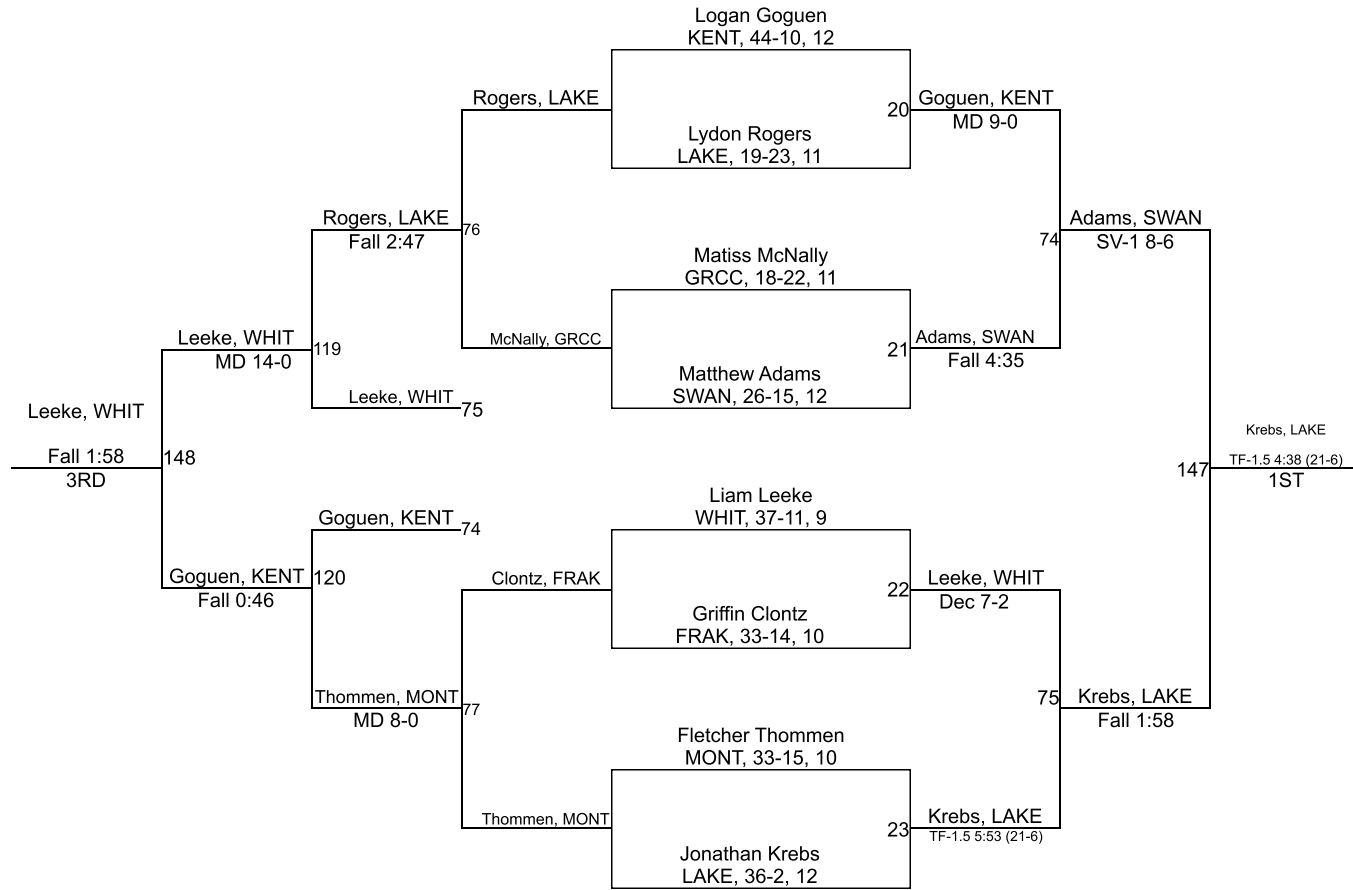 Logan Goguen
KENT, 44-10, 12
Rogers, LAKE
20
Goguen, KENT
MD 9-0
Lydon Rogers
LAKE, 19-23, 11
Rogers, LAKE
Fall 2:47
76
74
Adams, SWAN
SV-1 8-6
Matiss McNally
GRCC, 18-22, 11
McNally, GRCC
21
Adams, SWAN
Fall 4:35
Leeke, WHIT
MD 14-0
119
Matthew Adams
SWAN, 26-15, 12
Leeke, WHIT
75
Leeke, WHIT
Fall 1:58
3RD
148
147
Krebs, LAKE
TF-1.5 4:38 (21-6)
1ST
Liam Leeke
WHIT, 37-11, 9
Goguen, KENT
74
Goguen, KENT
Fall 0:46
120
Clontz, FRAK
22
Leeke, WHIT
Dec 7-2
Griffin Clontz
FRAK, 33-14, 10
Thommen, MONT
MD 8-0
77
75
Krebs, LAKE
Fall 1:58
Fletcher Thommen
MONT, 33-15, 10
Thommen, MONT
23
Krebs, LAKE
TF-1.5 5:53 (21-6)
Jonathan Krebs
LAKE, 36-2, 12